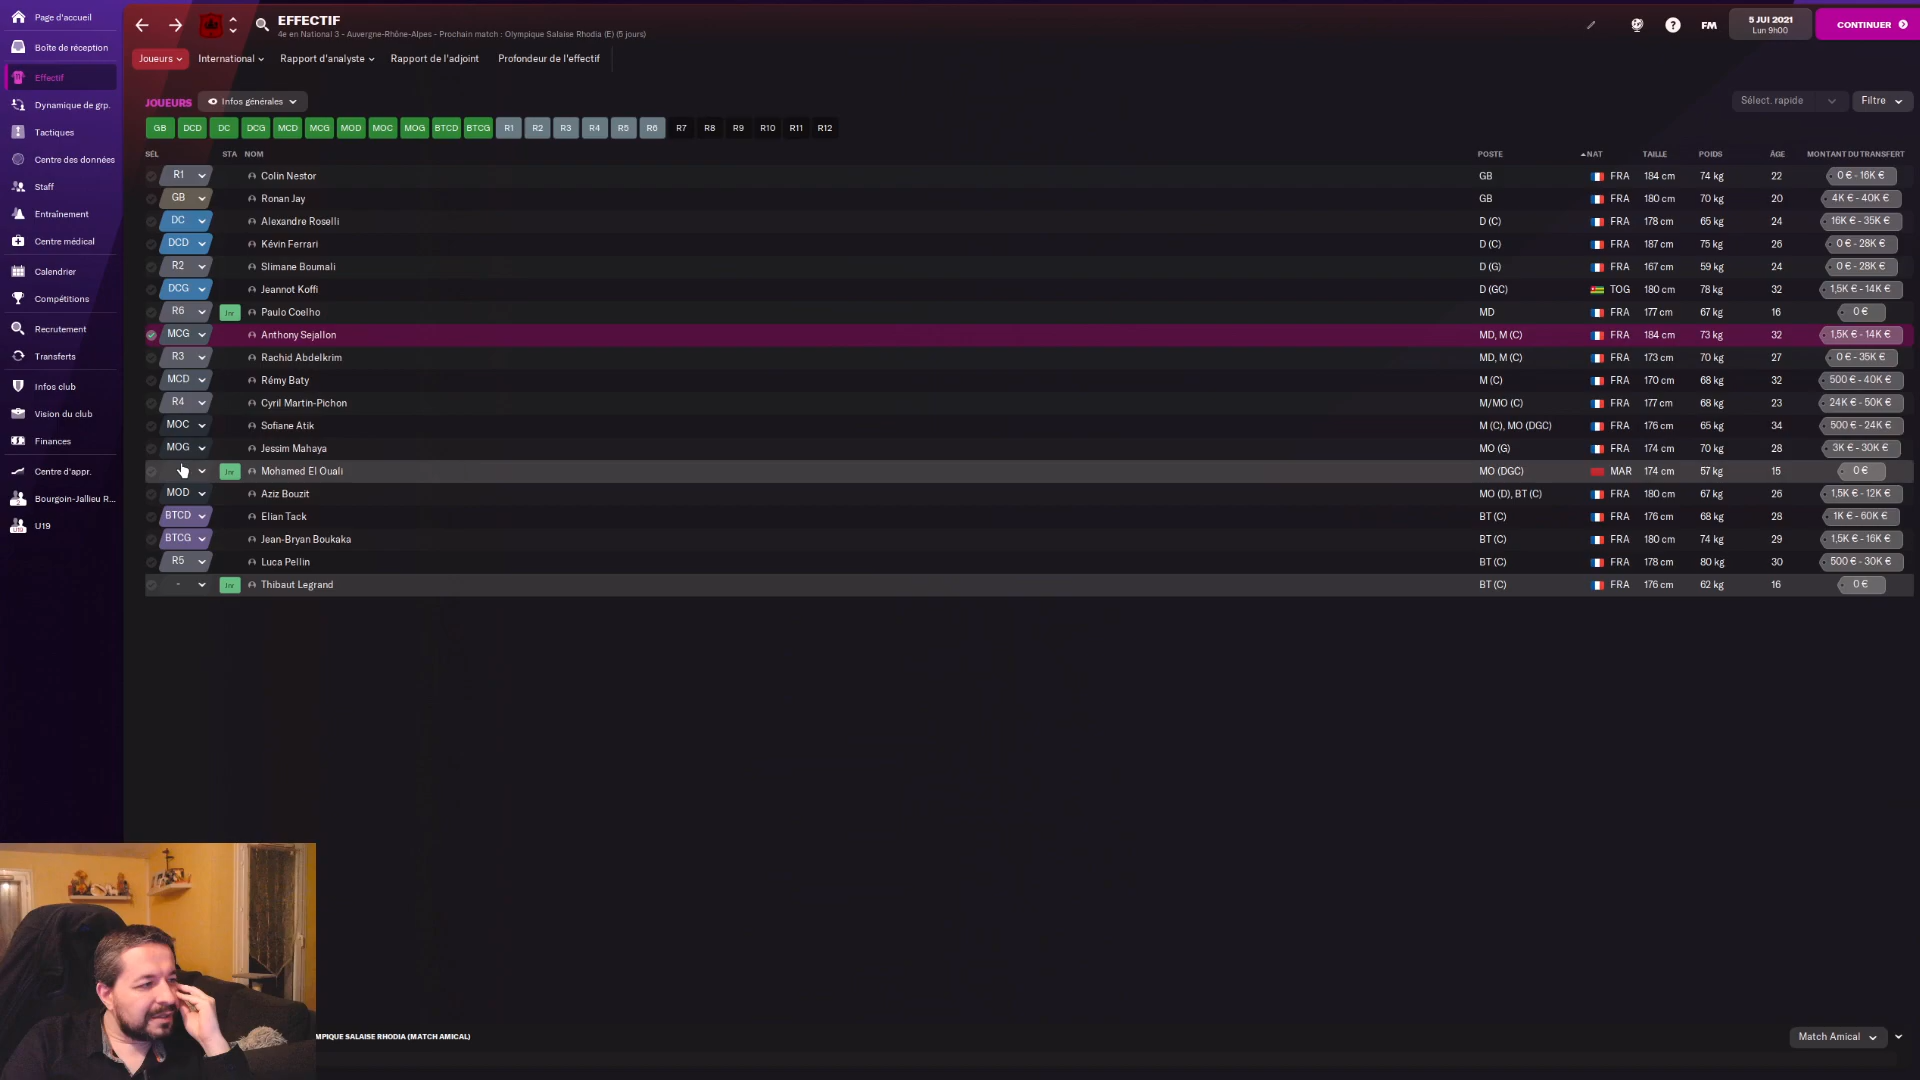 Page d'accueil
Boîte de réception
Effectif
Dynamique de grp.
Tactiques
Centre des données
Staff
Entraînement
Centre médical
Calendrier
Compétitions
Recrutement
Transferts
Infos club
Vision du club
Finances
Centre d'appr.
Bourgoin-Jallieu R...
U19
EFFECTIF
4e en National 3 - Auvergne-Rhône-Alpes - Prochain match : Olympique Salaise Rhodia (E) (5 jours)
FM
5 JUI 2021
Lun 9h00
CONTINUER
Joueurs International Rapport d'analyste Rapport de l'adjoint Profondeur de l'effectif
JOUEURS Infos générales Sélect. rapide Filtre
GB DCD DC DCG MCD MCG MOD MOC MOG BTCD BTCG R1 R2 R3 R4 R5 R6 R7 R8 R9 R10 R11 R12
SÉL STA NOM POSTE NAT TAILLE POIDS ÂGE MONTANT DU TRANSFERT
R1 Colin Nestor GB FRA 184 cm 74 kg 22 0 € - 16K €
GB Ronan Jay GB FRA 180 cm 70 kg 20 4K € - 40K €
DC Alexandre Roselli D (C) FRA 178 cm 65 kg 24 16K € - 35K €
DCD Kévin Ferrari D (C) FRA 187 cm 75 kg 26 0 € - 28K €
R2 Slimane Boumali D (G) FRA 167 cm 59 kg 24 0 € - 28K €
DCG Jeannot Koffi D (GC) TOG 180 cm 78 kg 32 1,5K € - 14K €
R6 Jnr Paulo Coelho MD FRA 177 cm 67 kg 16 0 €
MCG Anthony Sejallon MD, M (C) FRA 184 cm 73 kg 32 1,5K € - 14K €
R3 Rachid Abdelkrim MD, M (C) FRA 173 cm 70 kg 27 0 € - 35K €
MCD Rémy Baty M (C) FRA 170 cm 68 kg 32 500 € - 40K €
R4 Cyril Martin-Pichon M/MO (C) FRA 177 cm 68 kg 23 24K € - 50K €
MOC Sofiane Atik M (C), MO (DGC) FRA 176 cm 65 kg 34 500 € - 24K €
MOG Jessim Mahaya MO (G) FRA 174 cm 70 kg 28 3K € - 30K €
Jnr Mohamed El Ouali MO (DGC) MAR 174 cm 57 kg 15 0 €
MOD Aziz Bouzit MO (D), BT (C) FRA 180 cm 67 kg 26 1,5K € - 12K €
BTCD Elian Tack BT (C) FRA 176 cm 68 kg 28 1K € - 60K €
BTCG Jean-Bryan Boukaka BT (C) FRA 180 cm 74 kg 29 1,5K € - 16K €
R5 Luca Pellin BT (C) FRA 178 cm 80 kg 30 500 € - 30K €
- Jnr Thibaut Legrand BT (C) FRA 176 cm 62 kg 16 0 €
MPIQUE SALAISE RHODIA (MATCH AMICAL)
Match Amical